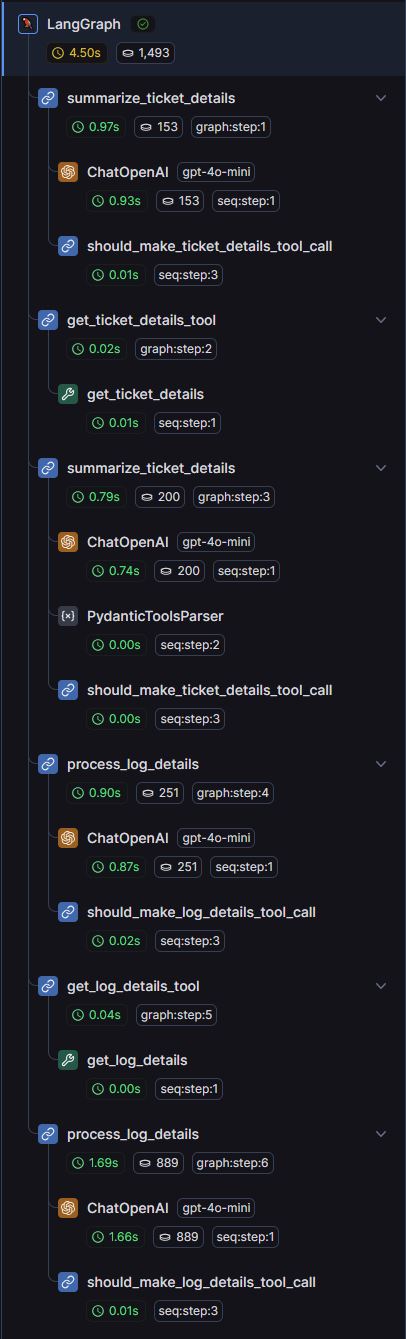 LangGraph
4.50s 1,493
summarize_ticket_details
0.97s 153 graph:step:1
ChatOpenAI gpt-4o-mini
0.93s 153 seq:step:1
should_make_ticket_details_tool_call
0.01s seq:step:3
get_ticket_details_tool
0.02s graph:step:2
get_ticket_details
0.01s seq:step:1
summarize_ticket_details
0.79s 200 graph:step:3
ChatOpenAI gpt-4o-mini
0.74s 200 seq:step:1
PydanticToolsParser
0.00s seq:step:2
should_make_ticket_details_tool_call
0.00s seq:step:3
process_log_details
0.90s 251 graph:step:4
ChatOpenAI gpt-4o-mini
0.87s 251 seq:step:1
should_make_log_details_tool_call
0.02s seq:step:3
get_log_details_tool
0.04s graph:step:5
get_log_details
0.00s seq:step:1
process_log_details
1.69s 889 graph:step:6
ChatOpenAI gpt-4o-mini
1.66s 889 seq:step:1
should_make_log_details_tool_call
0.01s seq:step:3